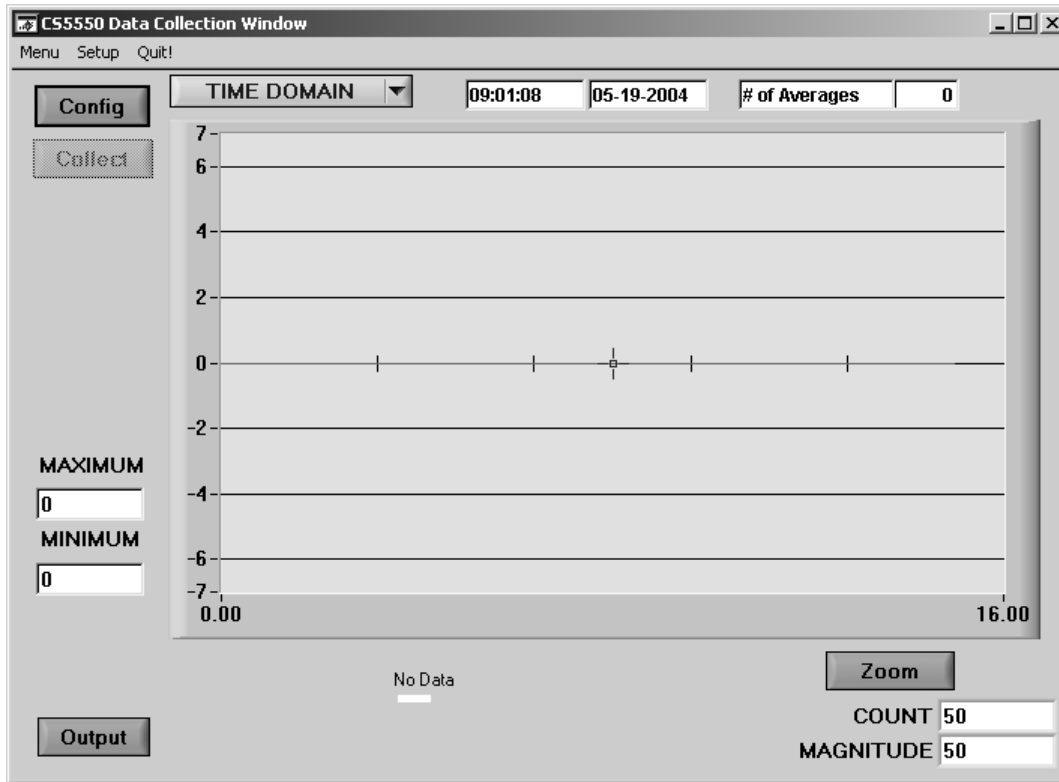 CS5550 Data Collection Window
Menu Setup Quit!
Config
TIME DOMAIN
09:01:08
05-19-2004
# of Averages
0
Collect
7
6
4
2
0
-2
-4
-6
-7
0.00
16.00
MAXIMUM
0
MINIMUM
0
No Data
Zoom
COUNT 50
MAGNITUDE 50
Output